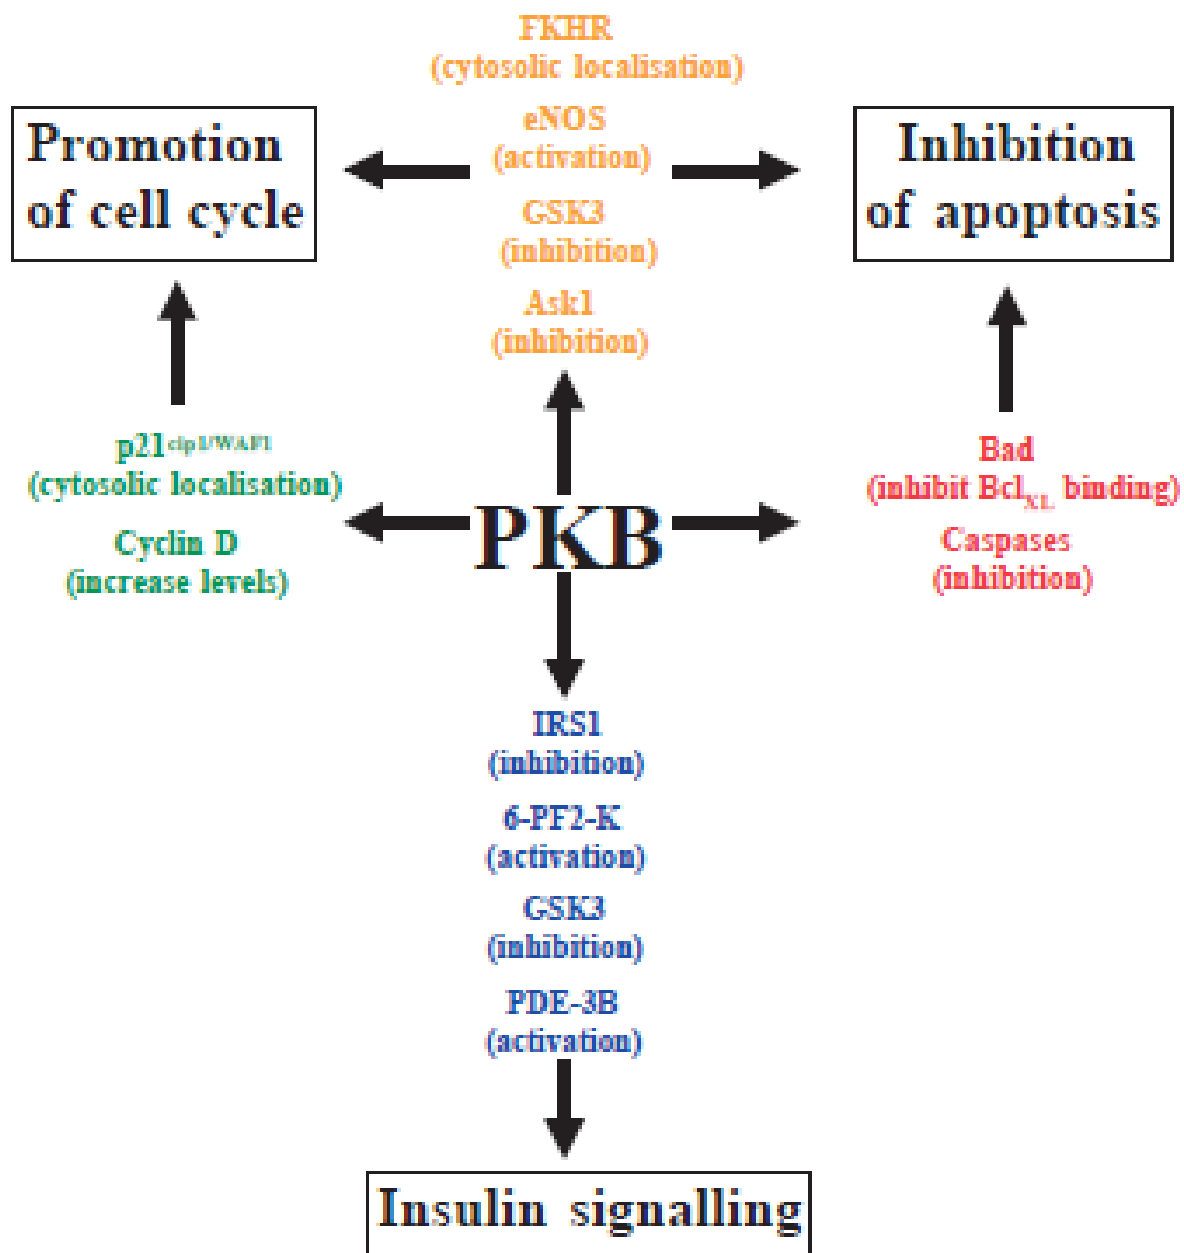 FKHR
(cytosolic localisation)
eNOS
(activation)
GSK3
(inhibition)
Ask1
(inhibition)
Promotion
of cell cycle
Inhibition
of apoptosis
p21cip1/WAF1
(cytosolic localisation)
Cyclin D
(increase levels)
PKB
Bad
(inhibit BclXL binding)
Caspases
(inhibition)
IRS1
(inhibition)
6-PF2-K
(activation)
GSK3
(inhibition)
PDE-3B
(activation)
Insulin signalling